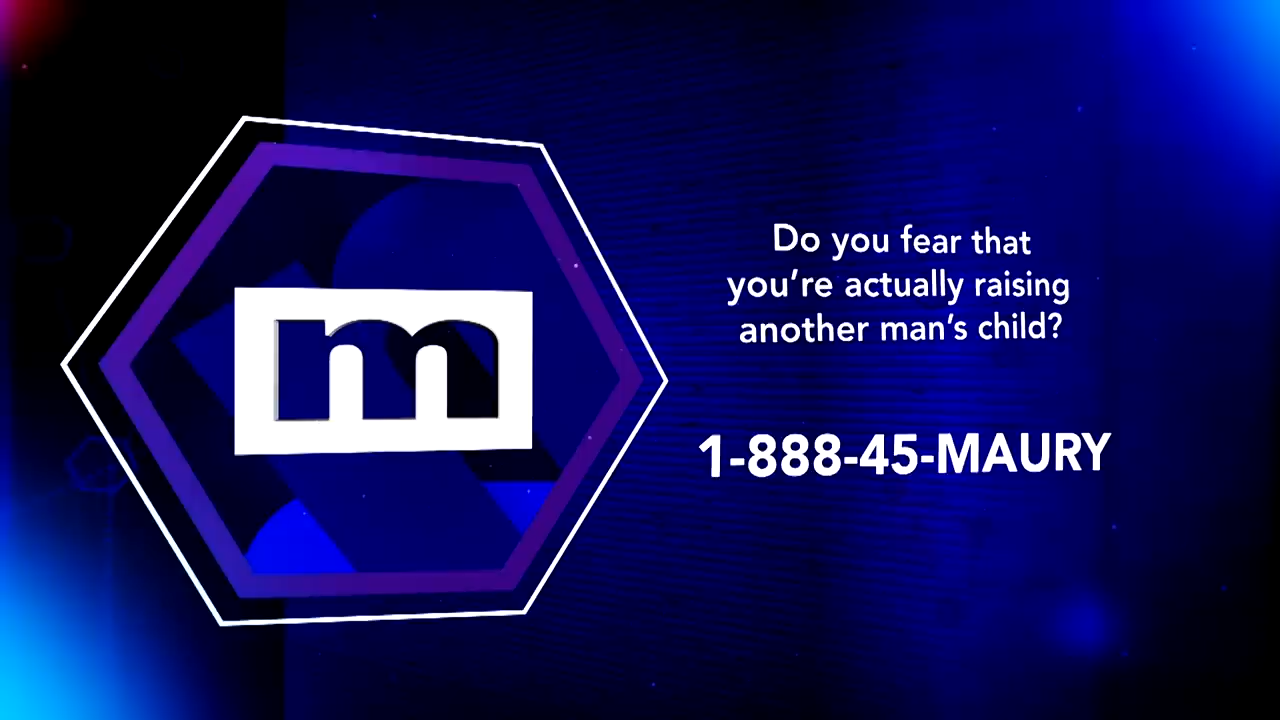 m
Do you fear that
you're actually raising
another man's child?
1-888-45-MAURY